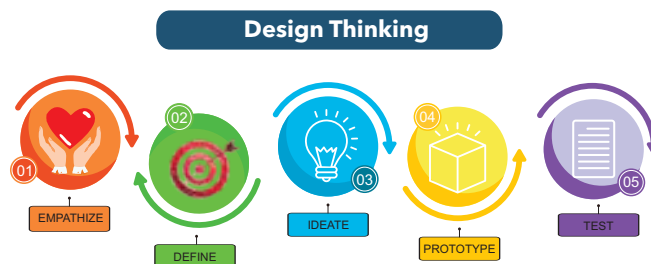 Design Thinking
01
EMPATHIZE
02
DEFINE
03
IDEATE
04
PROTOTYPE
05
TEST